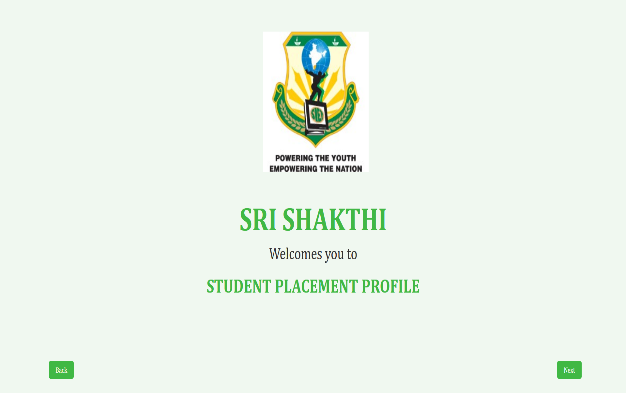 POWERING THE YOUTH
EMPOWERING THE NATION
SRI SHAKTHI
Welcomes you to
STUDENT PLACEMENT PROFILE
Back
Next